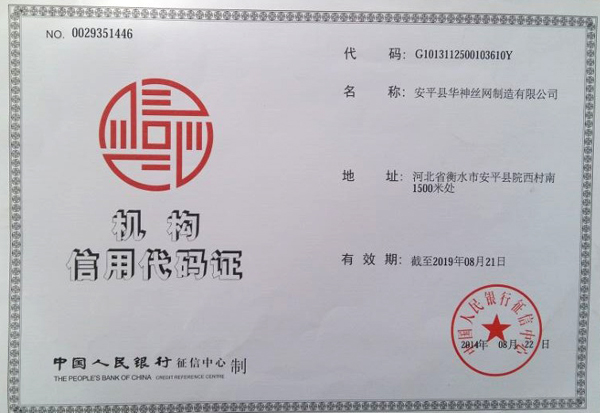 NO. 0029351446
代 码: G1013112500103610Y
名 称: 安平县华神丝网制造有限公司
地 址: 河北省衡水市安平县院西村南
1500米处
机 构
信用代码证
有 效 期: 截至2019年08月21日
中国人民银行征信中心
2014年 08月 22 日
中国人民银行征信中心 制
THE PEOPLE'S BANK OF CHINA CREDIT REFERENCE CENTRE